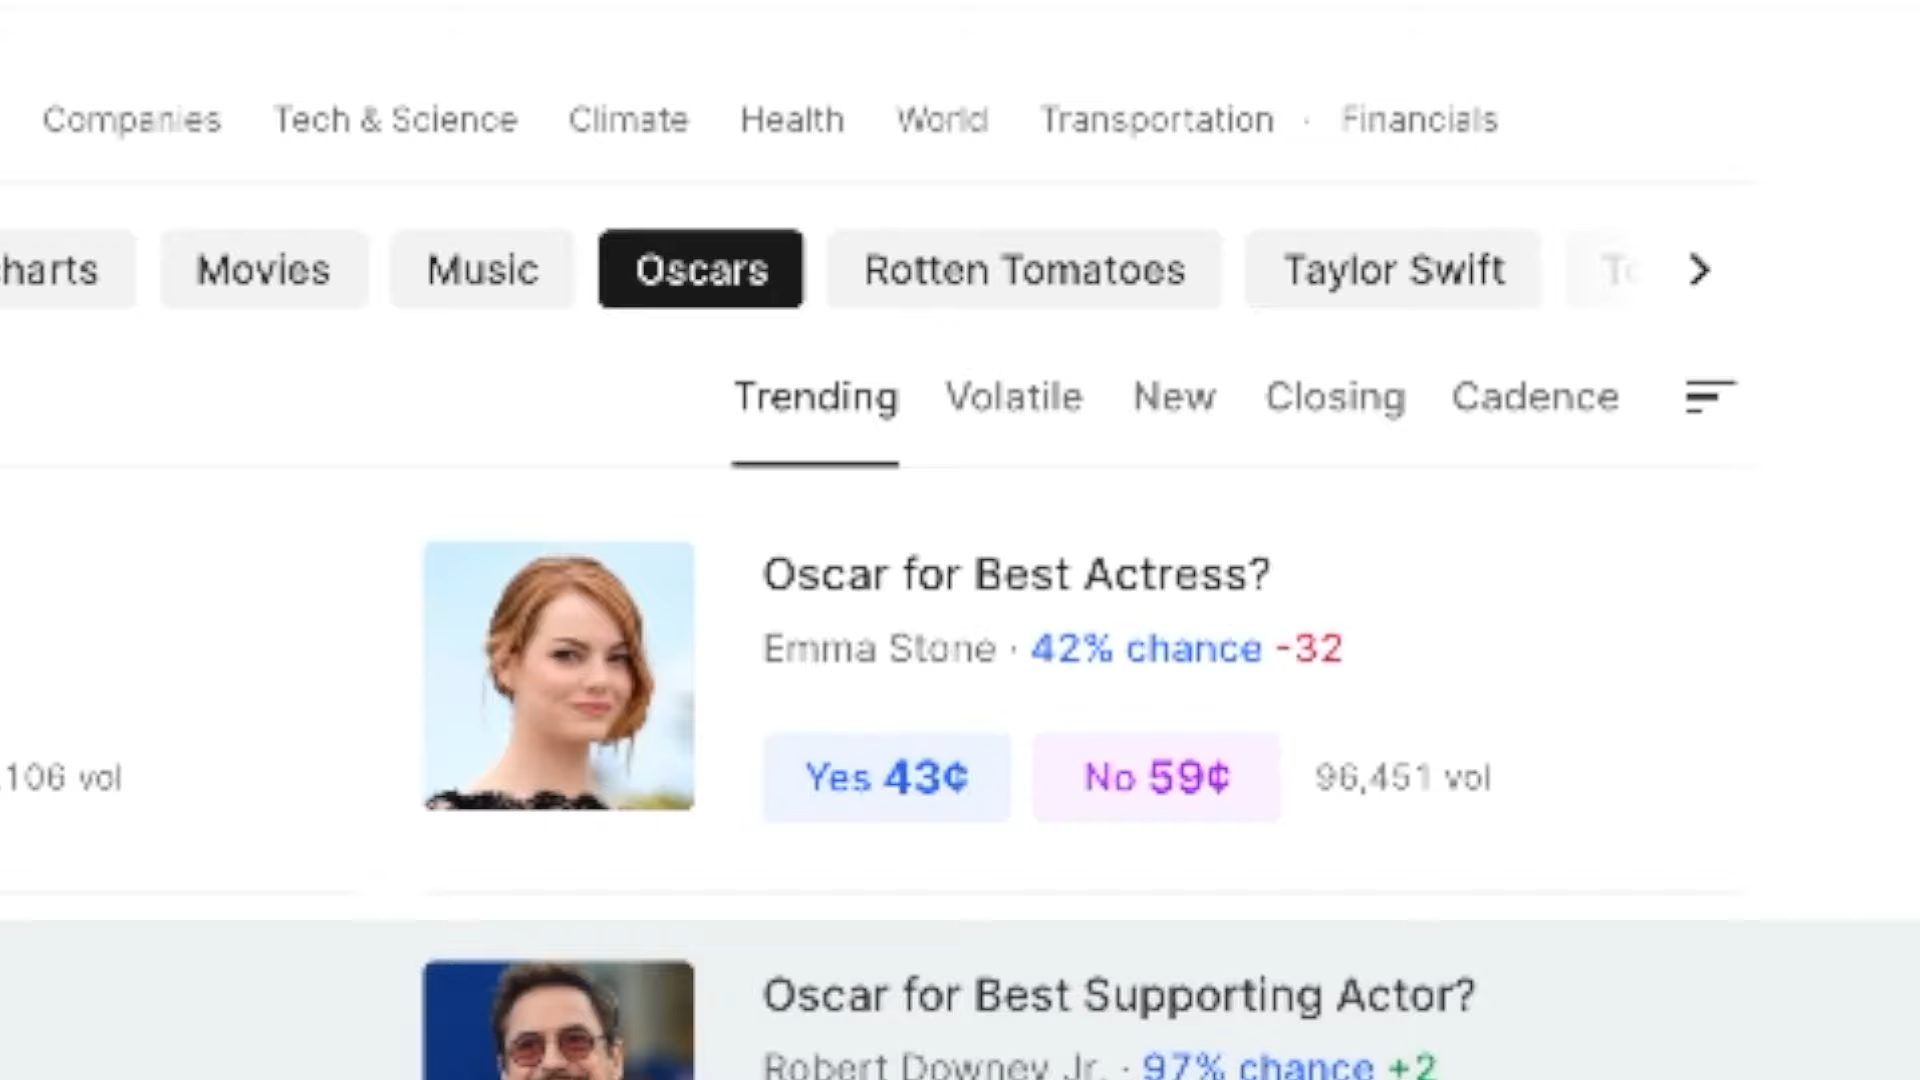 Companies Tech & Science Climate Health World Transportation · Financials
harts Movies Music Oscars Rotten Tomatoes Taylor Swift To
Trending Volatile New Closing Cadence
Oscar for Best Actress?
Emma Stone · 42% chance -32
,106 vol
Yes 43¢ No 59¢ 96,451 vol
Oscar for Best Supporting Actor?
Robert Downey Jr. · 97% chance +2